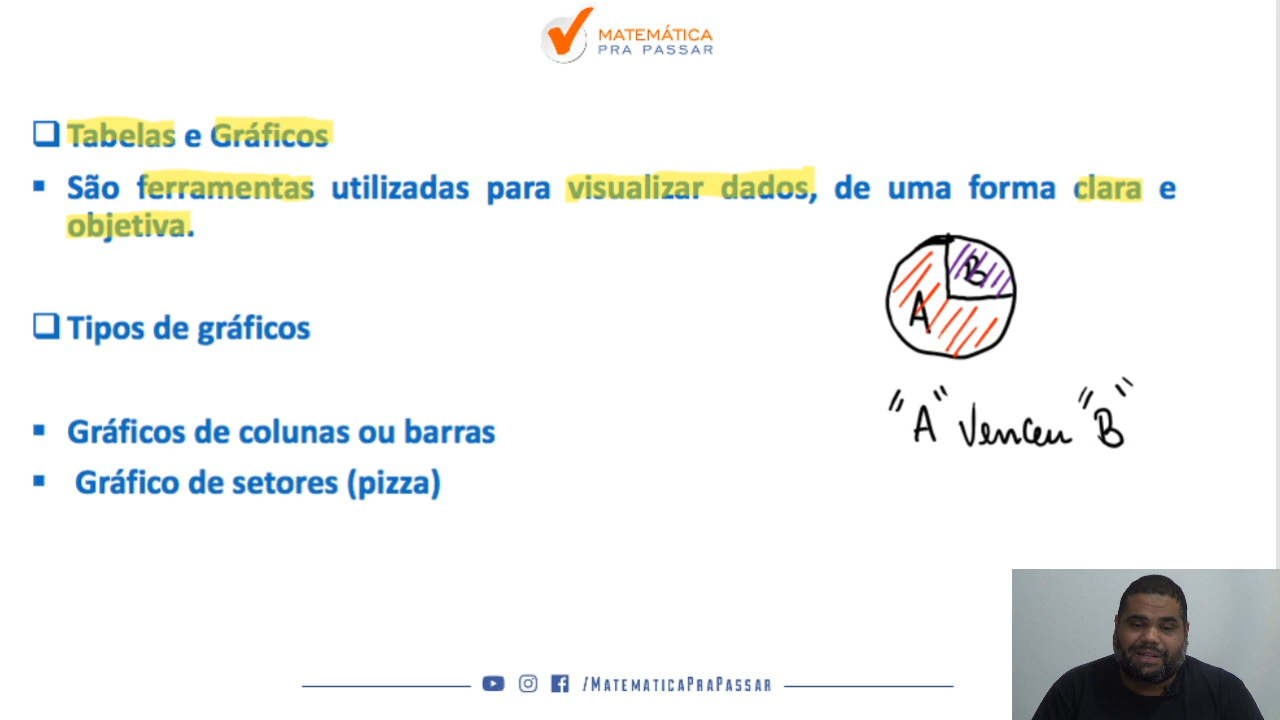 MATEMÁTICA
PRA PASSAR
Tabelas e Gráficos
São ferramentas utilizadas para visualizar dados, de uma forma clara e
objetiva.
B
A
Tipos de gráficos
"A" Venceu "B"
Gráficos de colunas ou barras
Gráfico de setores (pizza)
/MATEMATICAPRAPASSAR